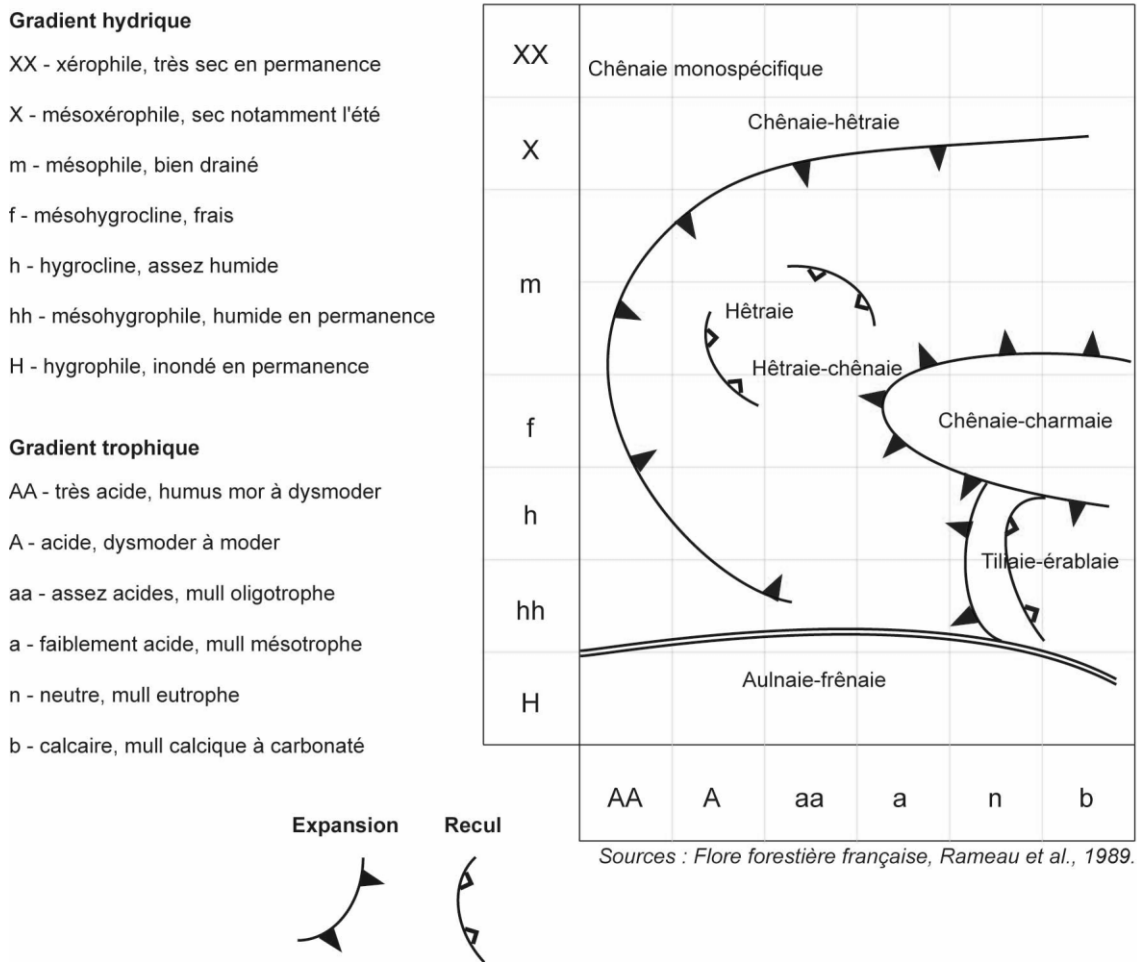 Gradient hydrique
XX - xérophile, très sec en permanence
X - mésoxérophile, sec notamment l'été
m - mésophile, bien drainé
f - mésohygrocline, frais
h - hygrocline, assez humide
hh - mésohygrophile, humide en permanence
H - hygrophile, inondé en permanence
Gradient trophique
AA - très acide, humus mor à dysmoder
A - acide, dysmoder à moder
aa - assez acides, mull oligotrophe
a - faiblement acide, mull mésotrophe
n - neutre, mull eutrophe
b - calcaire, mull calcique à carbonaté
XX
Chênaie monospécifique
Chênaie-hêtraie
X
m
Hêtraie
Hêtraie-chênaie
f
Chênaie-charmaie
h
Tiliaie-érablaie
hh
Aulnaie-frênaie
H
AA A aa a n b
Sources : Flore forestière française, Rameau et al., 1989.
Expansion Recul